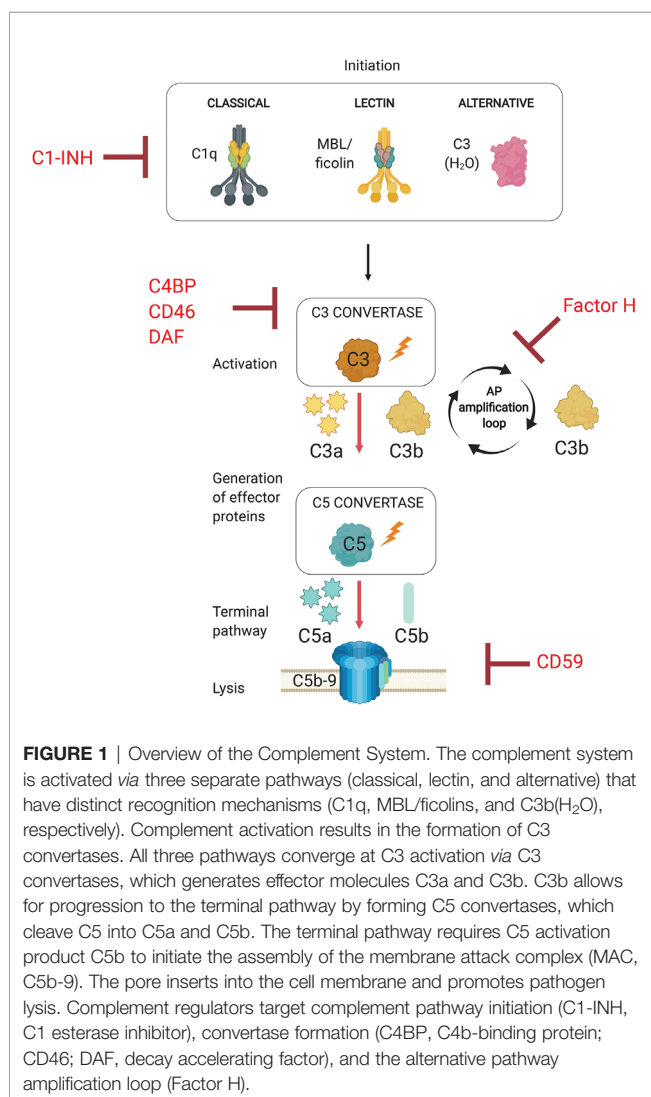 Initiation
CLASSICAL
LECTIN
ALTERNATIVE
C1q
MBL/
ficolin
C3
(H₂O)
C1-INH
C4BP
CD46
DAF
Factor H
C3 CONVERTASE
C3
Activation
AP
amplification
loop
C3a
C3b
C3b
Generation
of effector
proteins
C5 CONVERTASE
C5
Terminal
pathway
C5a
C5b
CD59
C5b-9
Lysis
FIGURE 1 | Overview of the Complement System. The complement system
is activated via three separate pathways (classical, lectin, and alternative) that
have distinct recognition mechanisms (C1q, MBL/ficolins, and C3b(H₂O),
respectively). Complement activation results in the formation of C3
convertases. All three pathways converge at C3 activation via C3
convertases, which generates effector molecules C3a and C3b. C3b allows
for progression to the terminal pathway by forming C5 convertases, which
cleave C5 into C5a and C5b. The terminal pathway requires C5 activation
product C5b to initiate the assembly of the membrane attack complex (MAC,
C5b-9). The pore inserts into the cell membrane and promotes pathogen
lysis. Complement regulators target complement pathway initiation (C1-INH,
C1 esterase inhibitor), convertase formation (C4BP, C4b-binding protein;
CD46; DAF, decay accelerating factor), and the alternative pathway
amplification loop (Factor H).